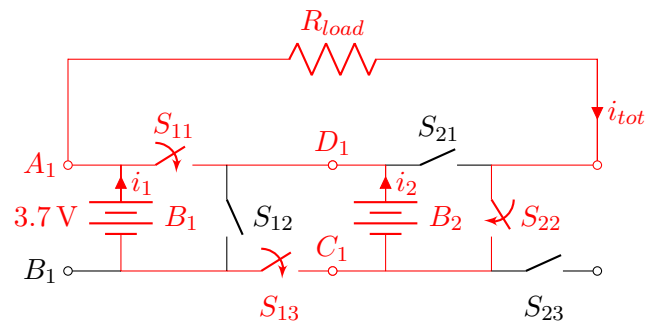 R_load
S_11
D_1
S_21
i_tot
A_1
i_1
i_2
3.7 V
B_1
S_12
B_2
S_22
B_1
C_1
S_13
S_23